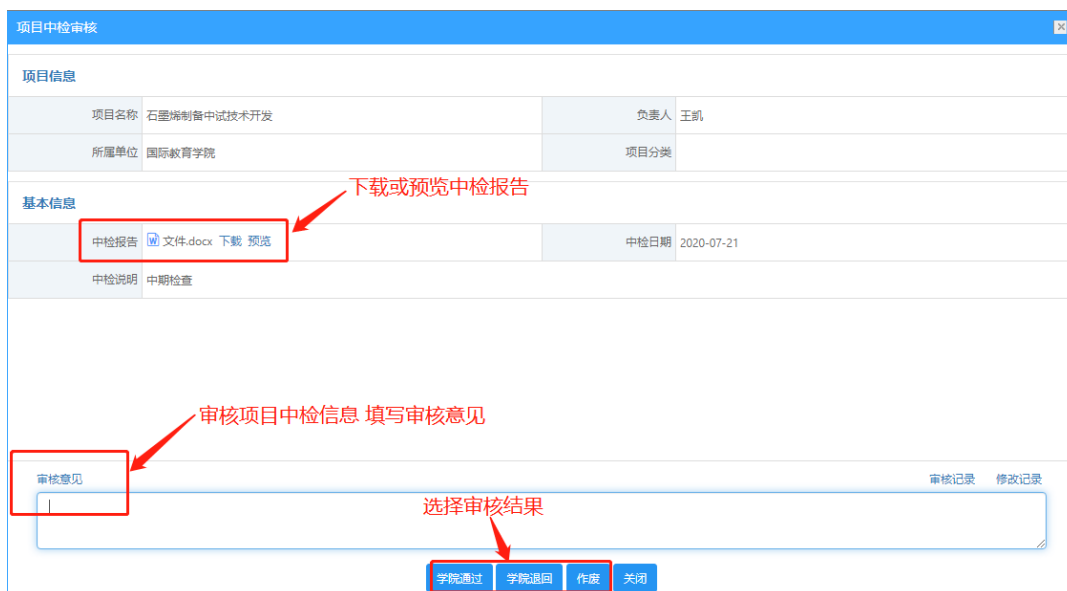 项目中检审核
项目信息
项目名称 石墨烯制备中试技术开发 负责人 王凯
所属单位 国际教育学院 项目分类
下载或预览中检报告
基本信息
中检报告 文件.docx 下载 预览 中检日期 2020-07-21
中检说明 中期检查
审核项目中检信息 填写审核意见
审核意见 审核记录 修改记录
选择审核结果
学院通过 学院退回 作废 关闭